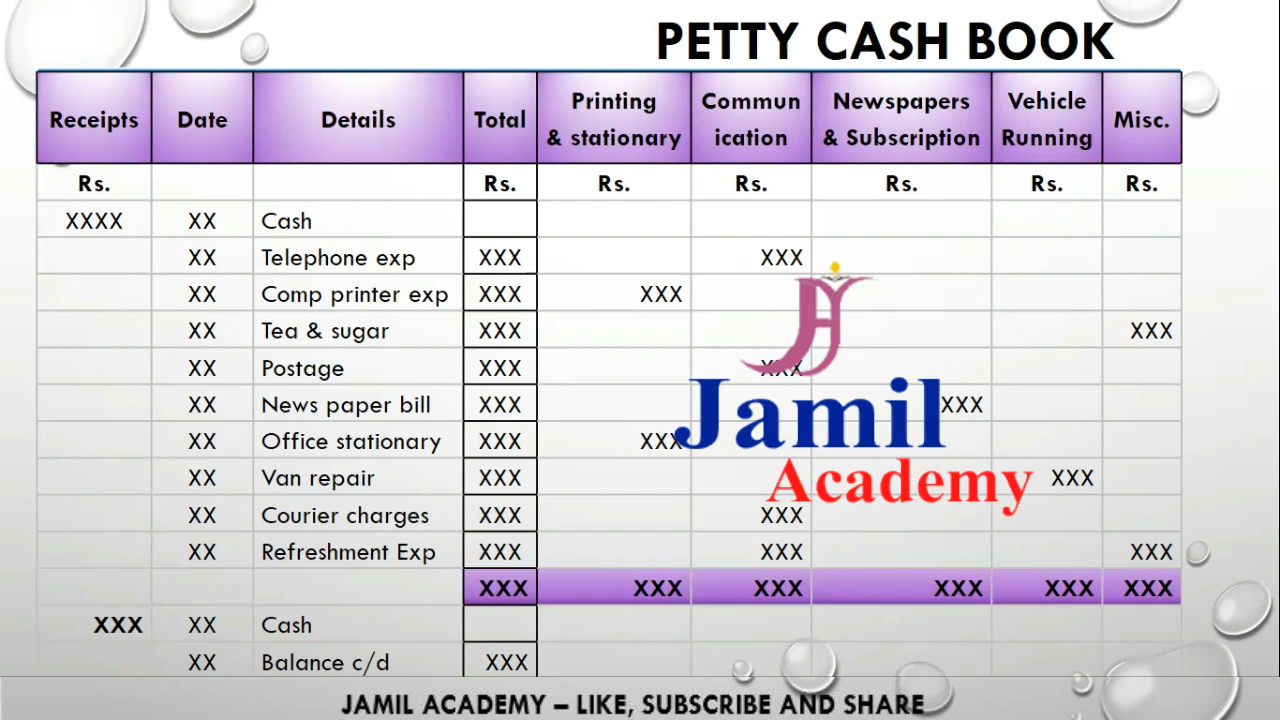 PETTY CASH BOOK
Receipts Date Details Total Printing & stationary Commun ication Newspapers & Subscription Vehicle Running Misc.
Rs. Rs. Rs. Rs. Rs. Rs. Rs.
XXXX XX Cash
XX Telephone exp XXX XXX
XX Comp printer exp XXX XXX
XX Tea & sugar XXX XXX
XX Postage XXX XXX
XX News paper bill XXX XXX
XX Office stationary XXX XXX
XX Van repair XXX XXX
XX Courier charges XXX XXX
XX Refreshment Exp XXX XXX XXX
XXX XXX XXX XXX XXX XXX
XXX XX Cash
XX Balance c/d XXX
Jamil
Academy
JAMIL ACADEMY – LIKE, SUBSCRIBE AND SHARE